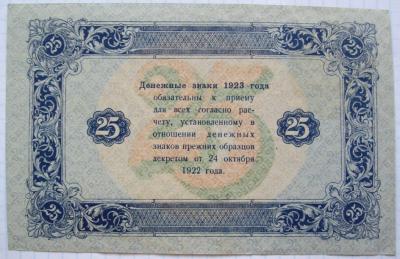 25 25
Денежные знаки 1923 года
обязательны к приему
для всех согласно рас-
чету, установленному в
25 25
отношении денежных
знаков прежних образцов
декретом от 24 октября
1922 года.
25 25